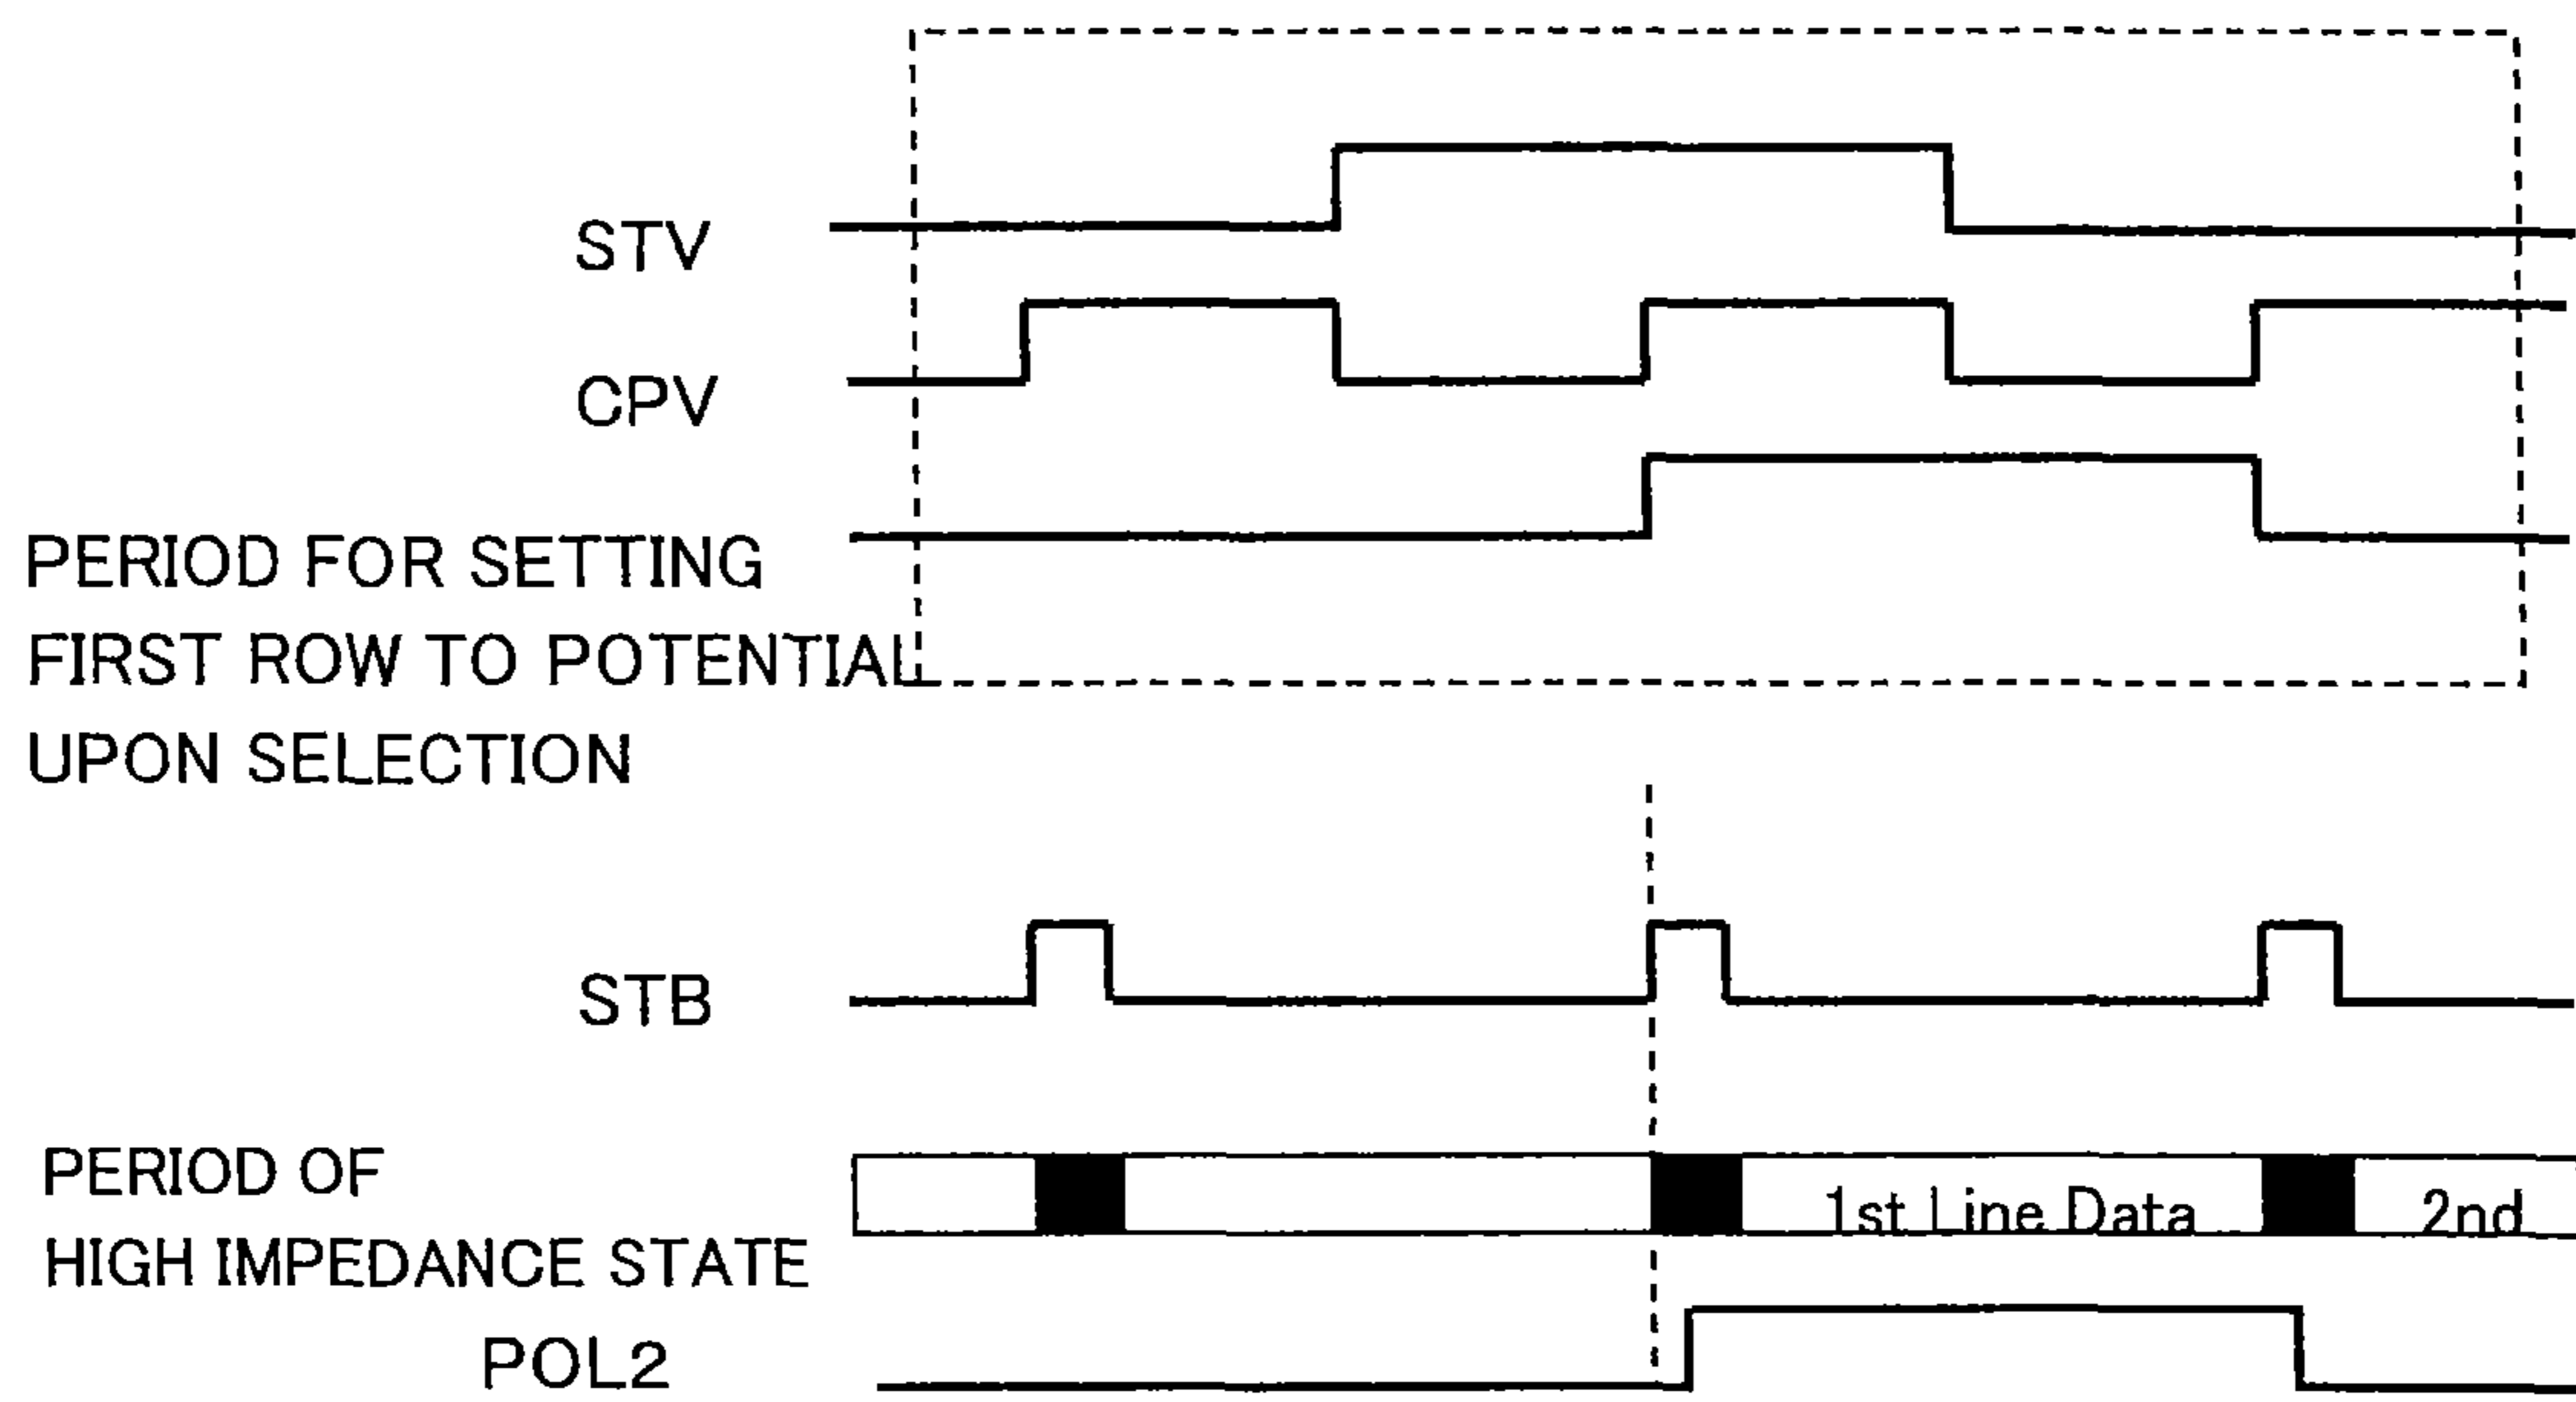 STV
CPV
PERIOD FOR SETTING
FIRST ROW TO POTENTIAL
UPON SELECTION
STB
PERIOD OF
HIGH IMPEDANCE STATE
1st Line Data
2nd
POL2